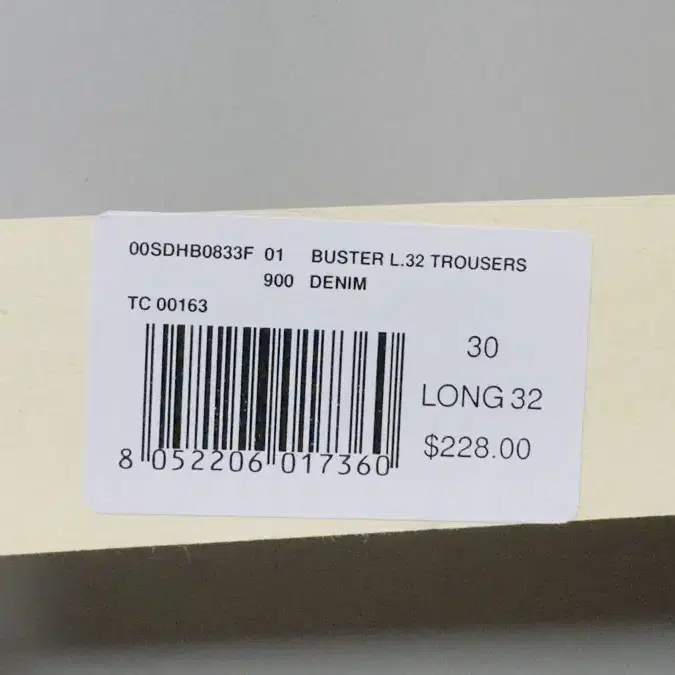 00SDHB0833F 01 BUSTER L.32 TROUSERS
900 DENIM
TC 00163
30
LONG 32
$228.00
8 052206 017360